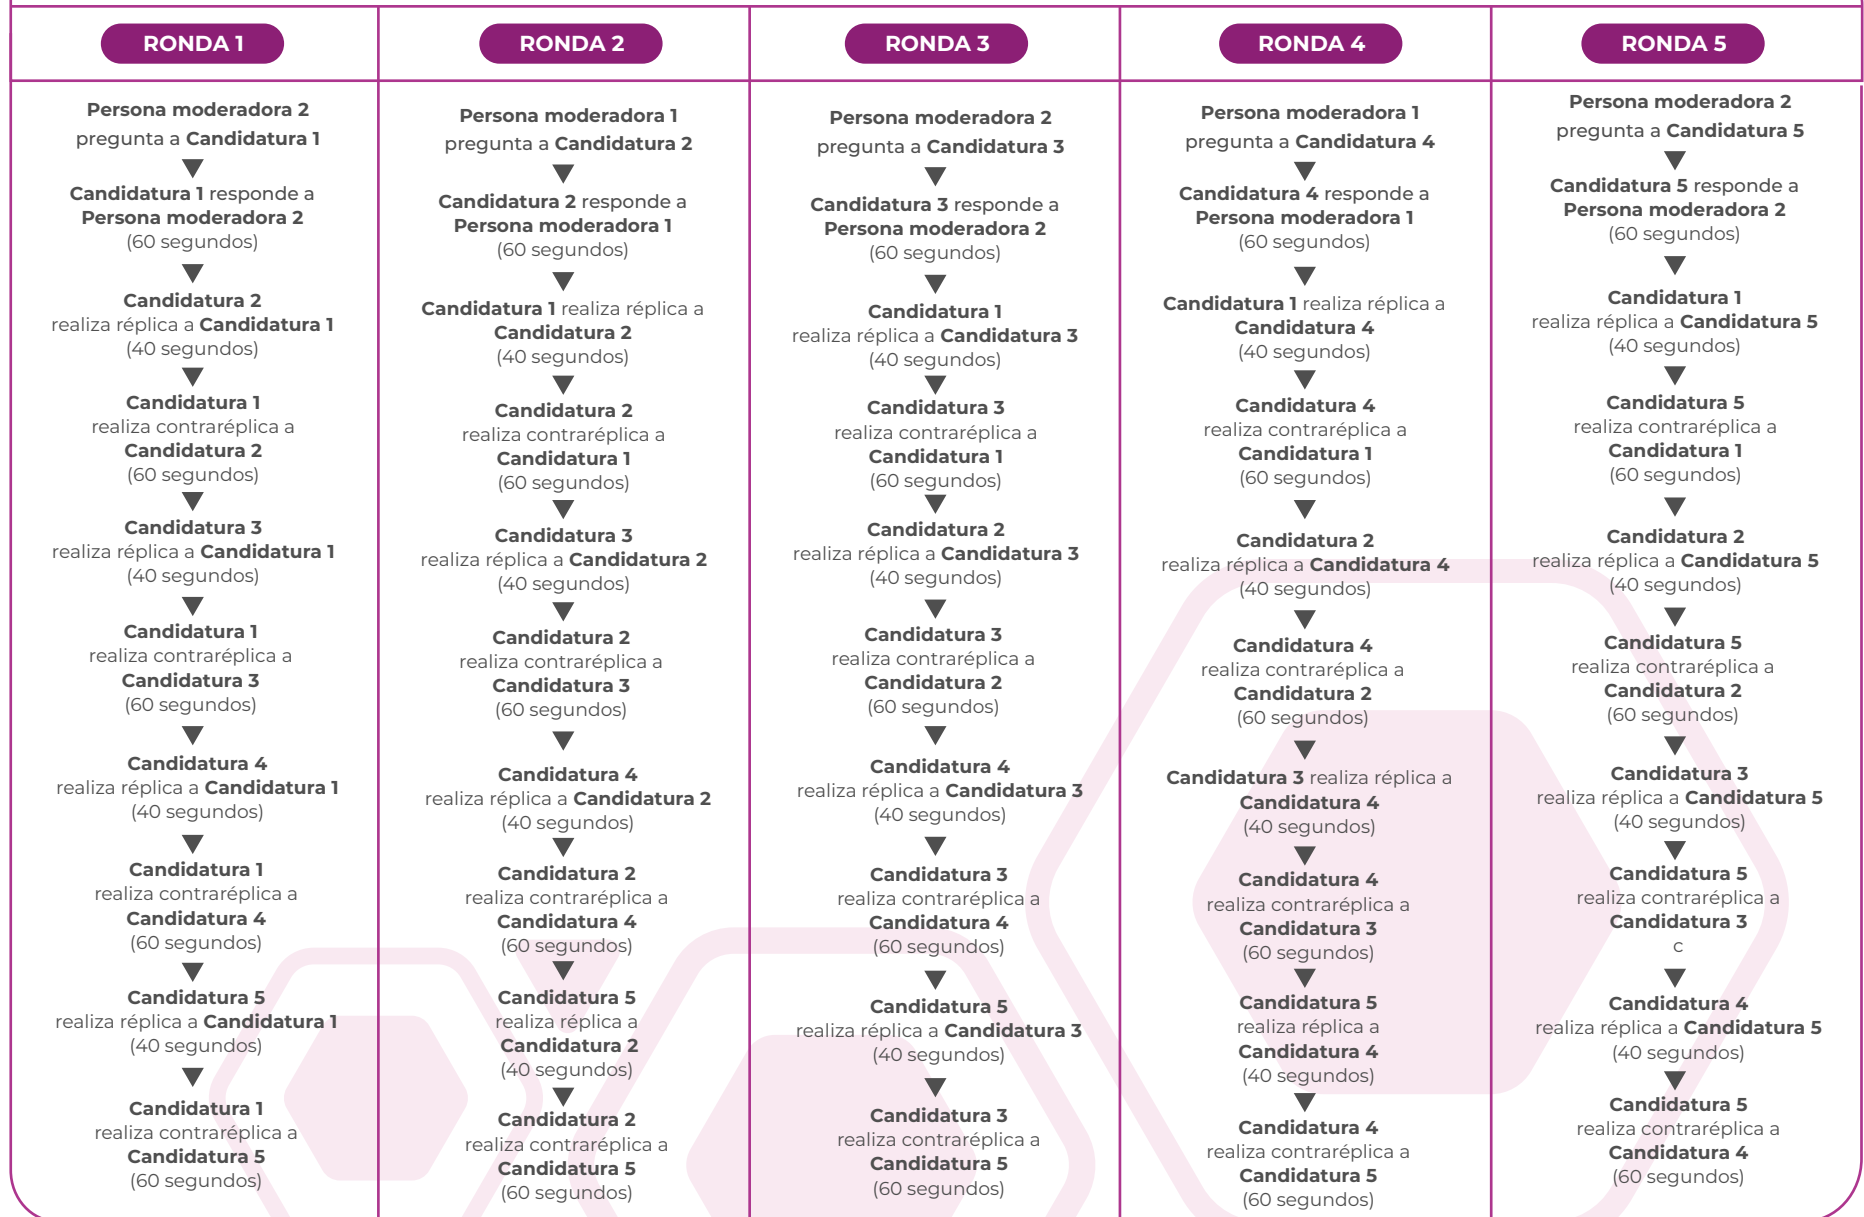 RONDA 1
Persona moderadora 2
pregunta a Candidatura 1
Candidatura 1 responde a
Persona moderadora 2
(60 segundos)
Candidatura 2
realiza réplica a Candidatura 1
(40 segundos)
Candidatura 1
realiza contraréplica a
Candidatura 2
(60 segundos)
Candidatura 3
realiza réplica a Candidatura 1
(40 segundos)
Candidatura 1
realiza contraréplica a
Candidatura 3
(60 segundos)
Candidatura 4
realiza réplica a Candidatura 1
(40 segundos)
Candidatura 1
realiza contraréplica a
Candidatura 4
(60 segundos)
Candidatura 5
realiza réplica a Candidatura 1
(40 segundos)
Candidatura 1
realiza contraréplica a
Candidatura 5
(60 segundos)
RONDA 2
Persona moderadora 1
pregunta a Candidatura 2
Candidatura 2 responde a
Persona moderadora 1
(60 segundos)
Candidatura 1 realiza réplica a
Candidatura 2
(40 segundos)
Candidatura 2
realiza contraréplica a
Candidatura 1
(60 segundos)
Candidatura 3
realiza réplica a Candidatura 2
(40 segundos)
Candidatura 2
realiza contraréplica a
Candidatura 3
(60 segundos)
Candidatura 4
realiza réplica a Candidatura 2
(40 segundos)
Candidatura 2
realiza contraréplica a
Candidatura 4
(60 segundos)
Candidatura 5
realiza réplica a
Candidatura 2
(40 segundos)
Candidatura 2
realiza contraréplica a
Candidatura 5
(60 segundos)
RONDA 3
Persona moderadora 2
pregunta a Candidatura 3
Candidatura 3 responde a
Persona moderadora 2
(60 segundos)
Candidatura 1
realiza réplica a Candidatura 3
(40 segundos)
Candidatura 3
realiza contraréplica a
Candidatura 1
(60 segundos)
Candidatura 2
realiza réplica a Candidatura 3
(40 segundos)
Candidatura 3
realiza contraréplica a
Candidatura 2
(60 segundos)
Candidatura 4
realiza réplica a Candidatura 3
(40 segundos)
Candidatura 3
realiza contraréplica a
Candidatura 4
(60 segundos)
Candidatura 5
realiza réplica a Candidatura 3
(40 segundos)
Candidatura 3
realiza contraréplica a
Candidatura 5
(60 segundos)
RONDA 4
Persona moderadora 1
pregunta a Candidatura 4
Candidatura 4 responde a
Persona moderadora 1
(60 segundos)
Candidatura 1 realiza réplica a
Candidatura 4
(40 segundos)
Candidatura 4
realiza contraréplica a
Candidatura 1
(60 segundos)
Candidatura 2
realiza réplica a Candidatura 4
(40 segundos)
Candidatura 4
realiza contraréplica a
Candidatura 2
(60 segundos)
Candidatura 3 realiza réplica a
Candidatura 4
(40 segundos)
Candidatura 4
realiza contraréplica a
Candidatura 3
(60 segundos)
Candidatura 5
realiza réplica a
Candidatura 4
(40 segundos)
Candidatura 4
realiza contraréplica a
Candidatura 5
(60 segundos)
RONDA 5
Persona moderadora 2
pregunta a Candidatura 5
Candidatura 5 responde a
Persona moderadora 2
(60 segundos)
Candidatura 1
realiza réplica a Candidatura 5
(40 segundos)
Candidatura 5
realiza contraréplica a
Candidatura 1
(60 segundos)
Candidatura 2
realiza réplica a Candidatura 5
(40 segundos)
Candidatura 5
realiza contraréplica a
Candidatura 2
(60 segundos)
Candidatura 3
realiza réplica a Candidatura 5
(40 segundos)
Candidatura 5
realiza contraréplica a
Candidatura 3
c
Candidatura 4
realiza réplica a Candidatura 5
(40 segundos)
Candidatura 5
realiza contraréplica a
Candidatura 4
(60 segundos)